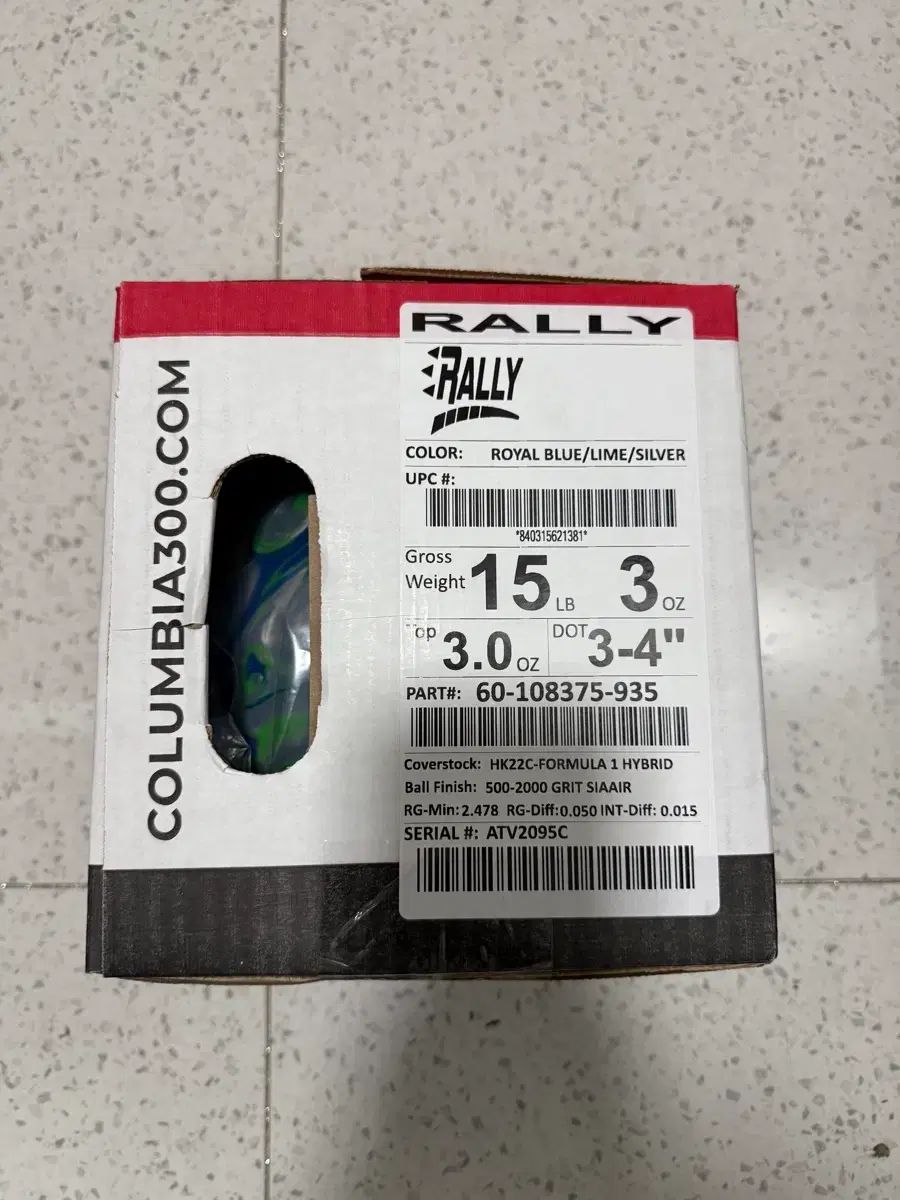 COLUMBIA300.COM
RALLY
RALLY
COLOR: ROYAL BLUE/LIME/SILVER
UPC #:
*840315621381*
Gross Weight 15 LB 3 OZ
Top 3.0 OZ DOT 3-4"
PART#: 60-108375-935
Coverstock: HK22C-FORMULA 1 HYBRID
Ball Finish: 500-2000 GRIT SIAAIR
RG-Min: 2.478 RG-Diff: 0.050 INT-Diff: 0.015
SERIAL #: ATV2095C